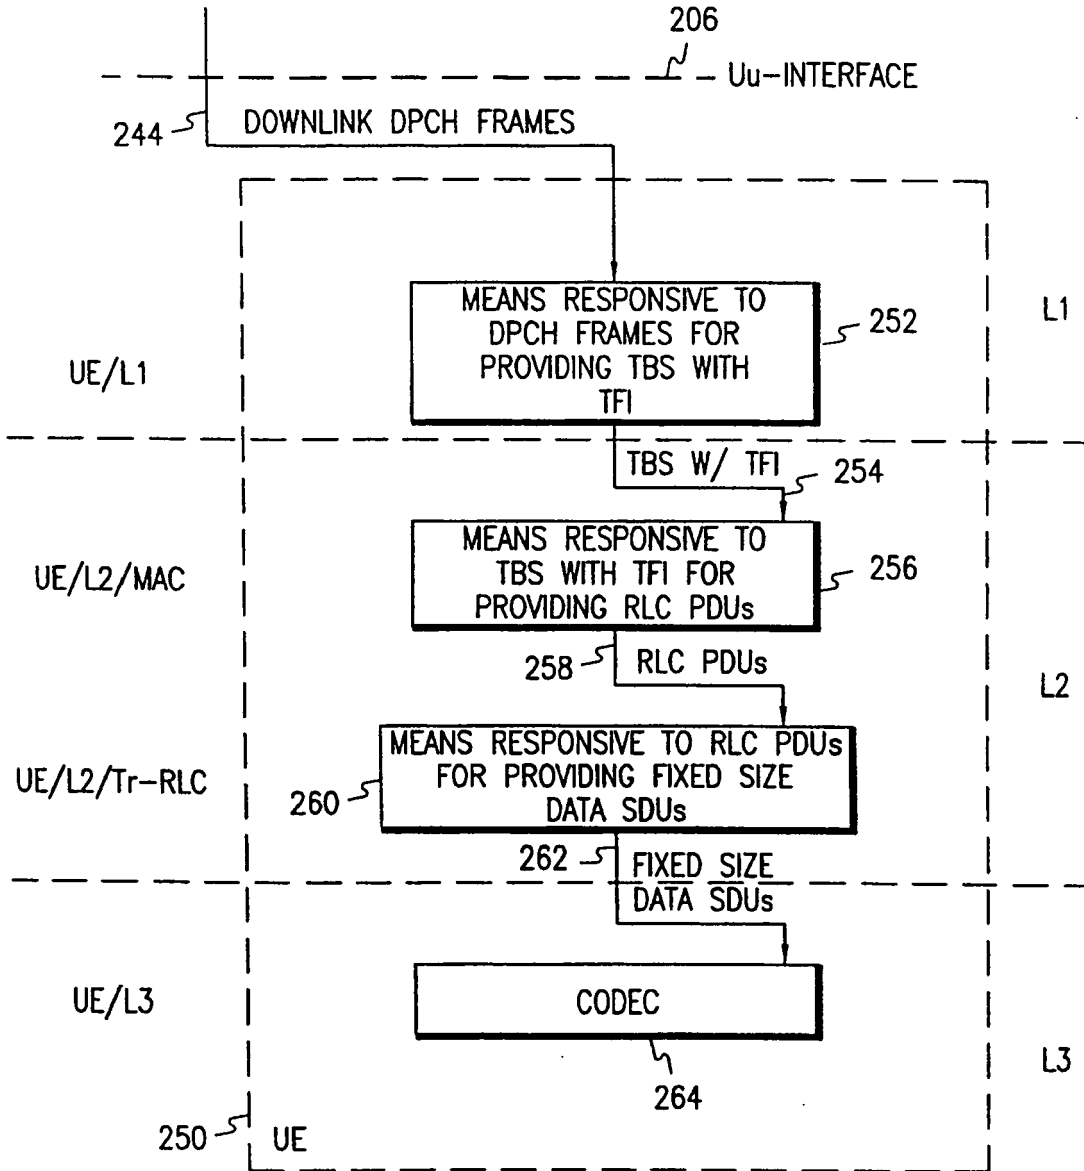 206
Uu-INTERFACE
244
DOWNLINK DPCH FRAMES
MEANS RESPONSIVE TO
DPCH FRAMES FOR
PROVIDING TBS WITH
TFI
252
L1
UE/L1
TBS W/ TFI
254
MEANS RESPONSIVE TO
TBS WITH TFI FOR
PROVIDING RLC PDUs
256
UE/L2/MAC
258
RLC PDUs
L2
MEANS RESPONSIVE TO RLC PDUs
FOR PROVIDING FIXED SIZE
DATA SDUs
UE/L2/Tr-RLC
260
262
FIXED SIZE
DATA SDUs
UE/L3
CODEC
264
L3
250
UE